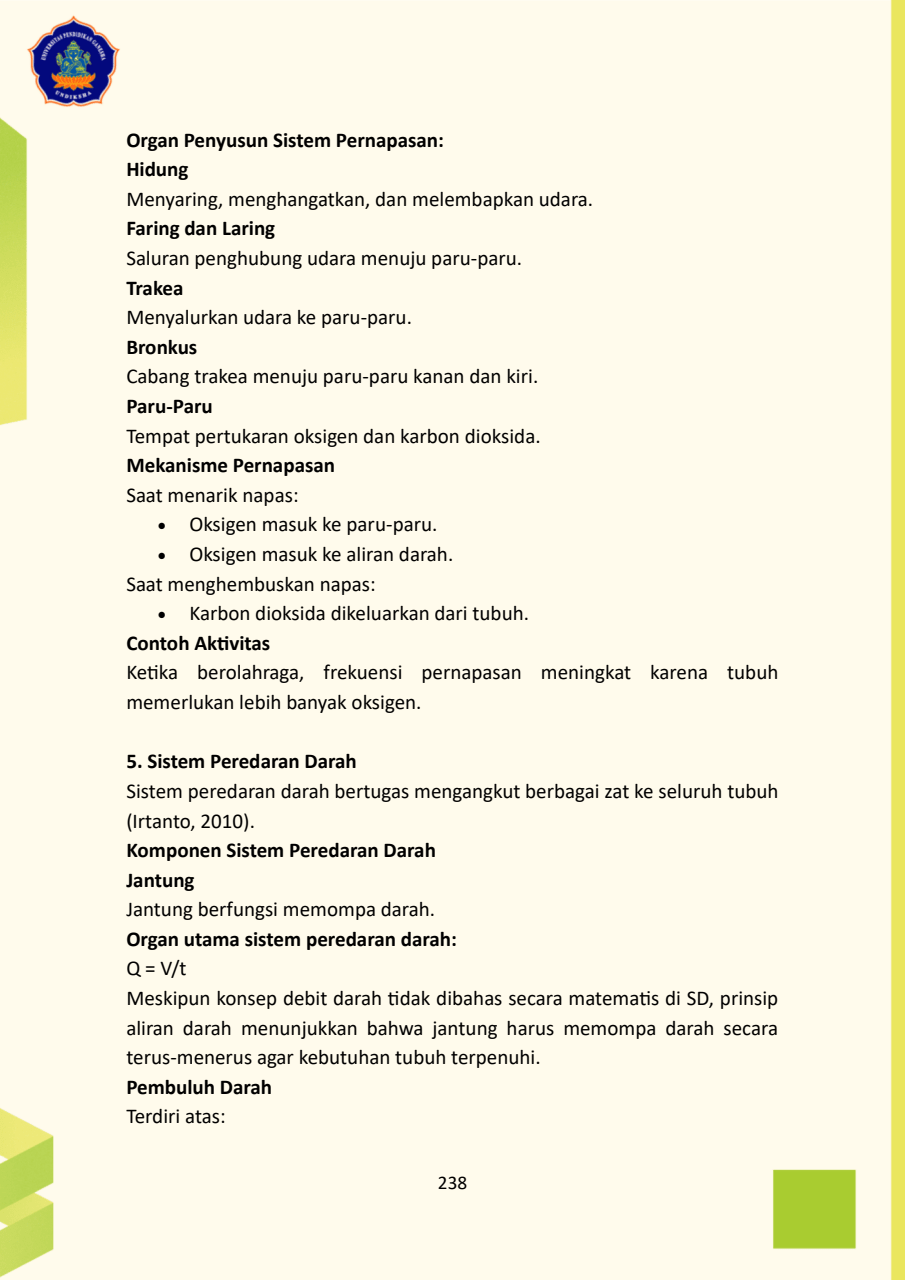 UNIVERSITAS PENDIDIKAN GANESHA
UNDIKSHA
Organ Penyusun Sistem Pernapasan:
Hidung
Menyaring, menghangatkan, dan melembapkan udara.
Faring dan Laring
Saluran penghubung udara menuju paru-paru.
Trakea
Menyalurkan udara ke paru-paru.
Bronkus
Cabang trakea menuju paru-paru kanan dan kiri.
Paru-Paru
Tempat pertukaran oksigen dan karbon dioksida.
Mekanisme Pernapasan
Saat menarik napas:
• Oksigen masuk ke paru-paru.
• Oksigen masuk ke aliran darah.
Saat menghembuskan napas:
• Karbon dioksida dikeluarkan dari tubuh.
Contoh Aktivitas
Ketika berolahraga, frekuensi pernapasan meningkat karena tubuh
memerlukan lebih banyak oksigen.
5. Sistem Peredaran Darah
Sistem peredaran darah bertugas mengangkut berbagai zat ke seluruh tubuh
(Irtanto, 2010).
Komponen Sistem Peredaran Darah
Jantung
Jantung berfungsi memompa darah.
Organ utama sistem peredaran darah:
Q = V/t
Meskipun konsep debit darah tidak dibahas secara matematis di SD, prinsip
aliran darah menunjukkan bahwa jantung harus memompa darah secara
terus-menerus agar kebutuhan tubuh terpenuhi.
Pembuluh Darah
Terdiri atas:
238